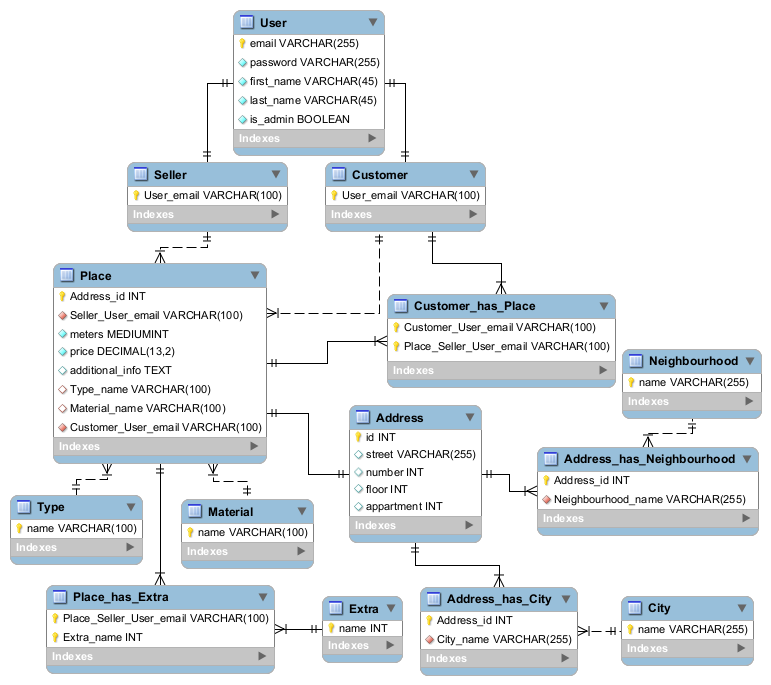 User
email VARCHAR(255)
password VARCHAR(255)
first_name VARCHAR(45)
last_name VARCHAR(45)
is_admin BOOLEAN
Indexes
Seller
User_email VARCHAR(100)
Indexes
Customer
User_email VARCHAR(100)
Indexes
Place
Address_id INT
Seller_User_email VARCHAR(100)
meters MEDIUMINT
price DECIMAL(13,2)
additional_info TEXT
Type_name VARCHAR(100)
Material_name VARCHAR(100)
Customer_User_email VARCHAR(100)
Indexes
Customer_has_Place
Customer_User_email VARCHAR(100)
Place_Seller_User_email VARCHAR(100)
Indexes
Neighbourhood
name VARCHAR(255)
Indexes
Address
id INT
street VARCHAR(255)
number INT
floor INT
appartment INT
Indexes
Address_has_Neighbourhood
Address_id INT
Neighbourhood_name VARCHAR(255)
Indexes
Type
name VARCHAR(100)
Indexes
Material
name VARCHAR(100)
Indexes
Place_has_Extra
Place_Seller_User_email VARCHAR(100)
Extra_name INT
Indexes
Extra
name INT
Indexes
Address_has_City
Address_id INT
City_name VARCHAR(255)
Indexes
City
name VARCHAR(255)
Indexes